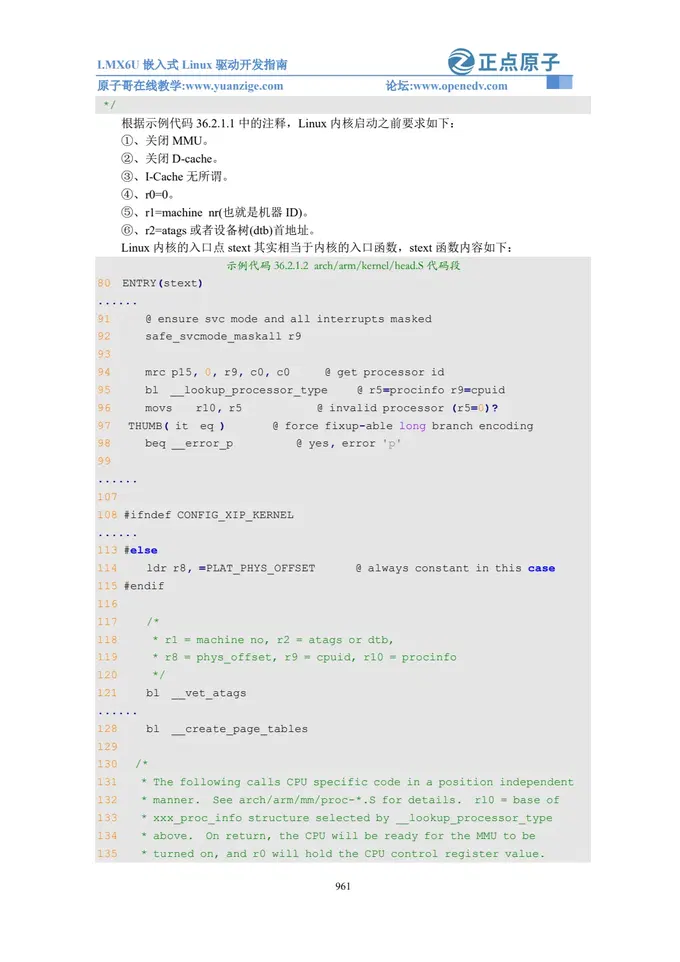 I.MX6U 嵌入式 Linux 驱动开发指南
正点原子
原子哥在线教学:www.yuanzige.com 论坛:www.openedv.com
*/
根据示例代码 36.2.1.1 中的注释，Linux 内核启动之前要求如下：
①、关闭 MMU。
②、关闭 D-cache。
③、I-Cache 无所谓。
④、r0=0。
⑤、r1=machine nr(也就是机器 ID)。
⑥、r2=atags 或者设备树(dtb)首地址。
Linux 内核的入口点 stext 其实相当于内核的入口函数，stext 函数内容如下：
示例代码 36.2.1.2 arch/arm/kernel/head.S 代码段
80 ENTRY(stext)
......
91 @ ensure svc mode and all interrupts masked
92 safe_svcmode_maskall r9
93
94 mrc p15, 0, r9, c0, c0 @ get processor id
95 bl __lookup_processor_type @ r5=procinfo r9=cpuid
96 movs r10, r5 @ invalid processor (r5=0)?
97 THUMB( it eq ) @ force fixup-able long branch encoding
98 beq __error_p @ yes, error 'p'
99
......
107
108 #ifndef CONFIG_XIP_KERNEL
......
113 #else
114 ldr r8, =PLAT_PHYS_OFFSET @ always constant in this case
115 #endif
116
117 /*
118 * r1 = machine no, r2 = atags or dtb,
119 * r8 = phys_offset, r9 = cpuid, r10 = procinfo
120 */
121 bl __vet_atags
......
128 bl __create_page_tables
129
130 /*
131 * The following calls CPU specific code in a position independent
132 * manner. See arch/arm/mm/proc-*.S for details. r10 = base of
133 * xxx_proc_info structure selected by __lookup_processor_type
134 * above. On return, the CPU will be ready for the MMU to be
135 * turned on, and r0 will hold the CPU control register value.
961